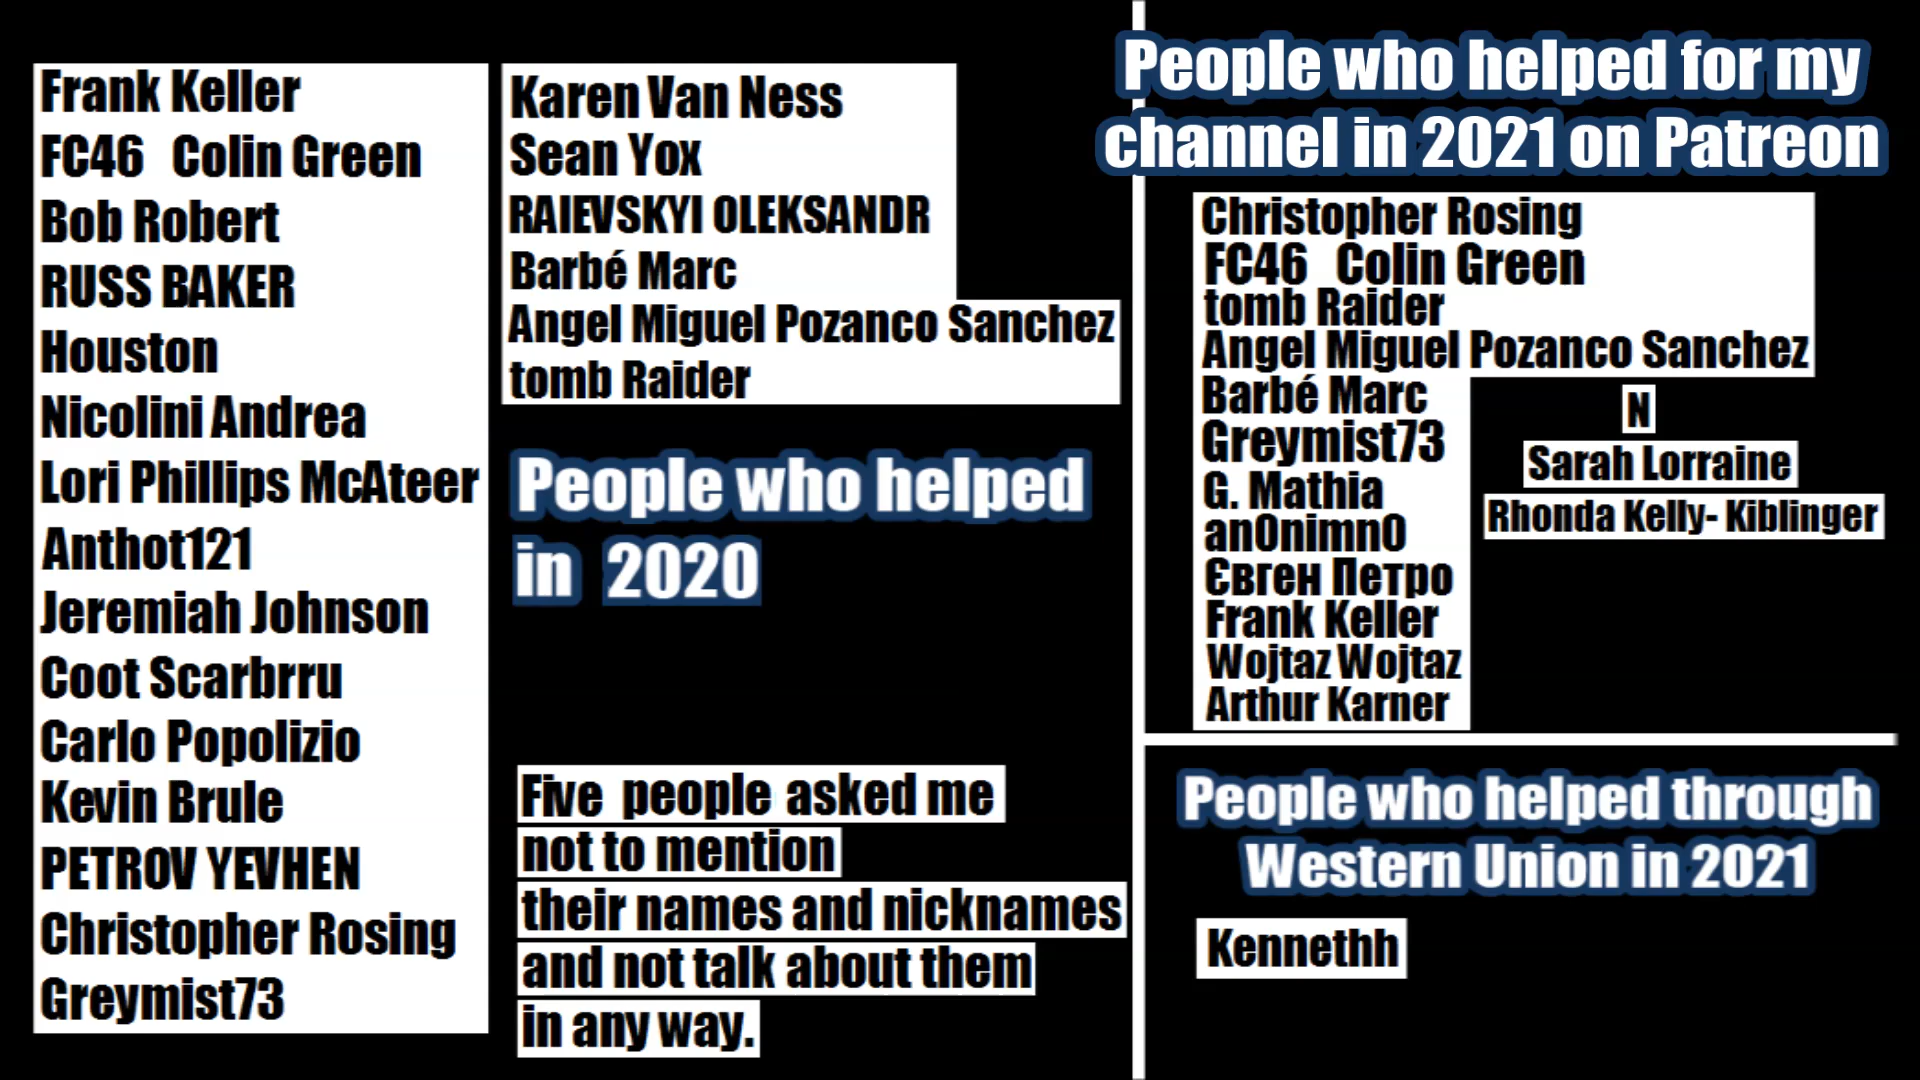 Frank Keller
FC46 Colin Green
Bob Robert
RUSS BAKER
Houston
Nicolini Andrea
Lori Phillips McAteer
Anthot121
Jeremiah Johnson
Coot Scarbrru
Carlo Popolizio
Kevin Brule
PETROV YEVHEN
Christopher Rosing
Greymist73
Karen Van Ness
Sean Yox
RAIEVSKYI OLEKSANDR
Barbé Marc
Angel Miguel Pozanco Sanchez
tomb Raider
People who helped
in 2020
Five people asked me
not to mention
their names and nicknames
and not talk about them
in any way.
People who helped for my
channel in 2021 on Patreon
Christopher Rosing
FC46 Colin Green
tomb Raider
Angel Miguel Pozanco Sanchez
Barbé Marc
Greymist73
G. Mathia
an0nimn0
Євген Петро
Frank Keller
Wojtaz Wojtaz
Arthur Karner
N
Sarah Lorraine
Rhonda Kelly- Kiblinger
People who helped through
Western Union in 2021
Kennethh